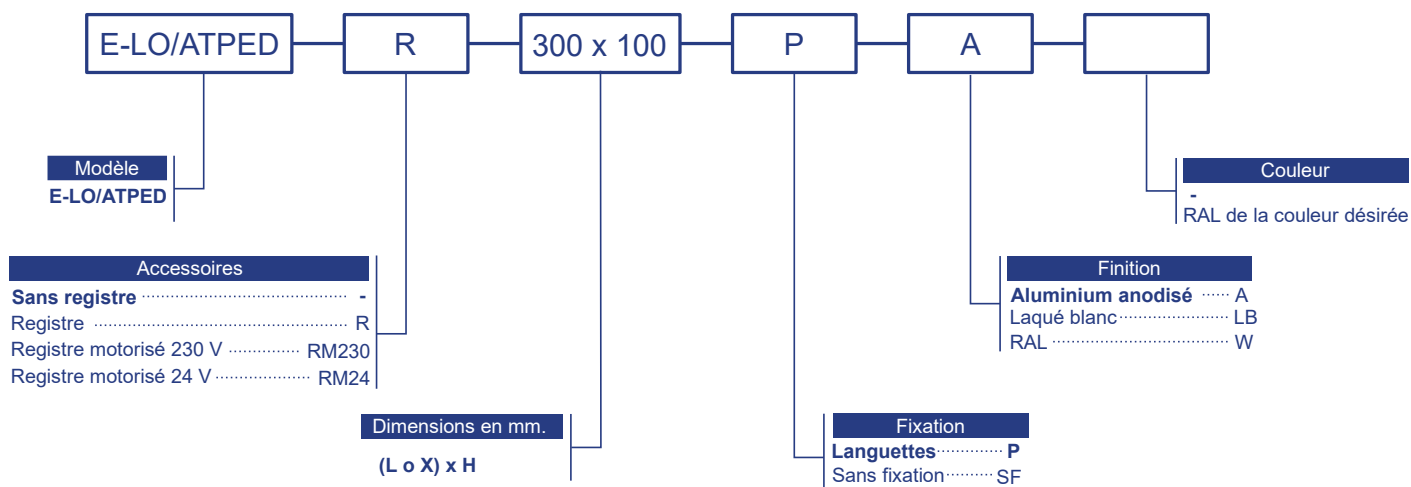 E-LO/ATPED R 300 x 100 P A
Modèle
E-LO/ATPED
Couleur
-
RAL de la couleur désirée
Accessoires
Sans registre -
Registre R
Registre motorisé 230 V RM230
Registre motorisé 24 V RM24
Finition
Aluminium anodisé A
Laqué blanc LB
RAL W
Dimensions en mm.
(L o X) x H
Fixation
Languettes P
Sans fixation SF